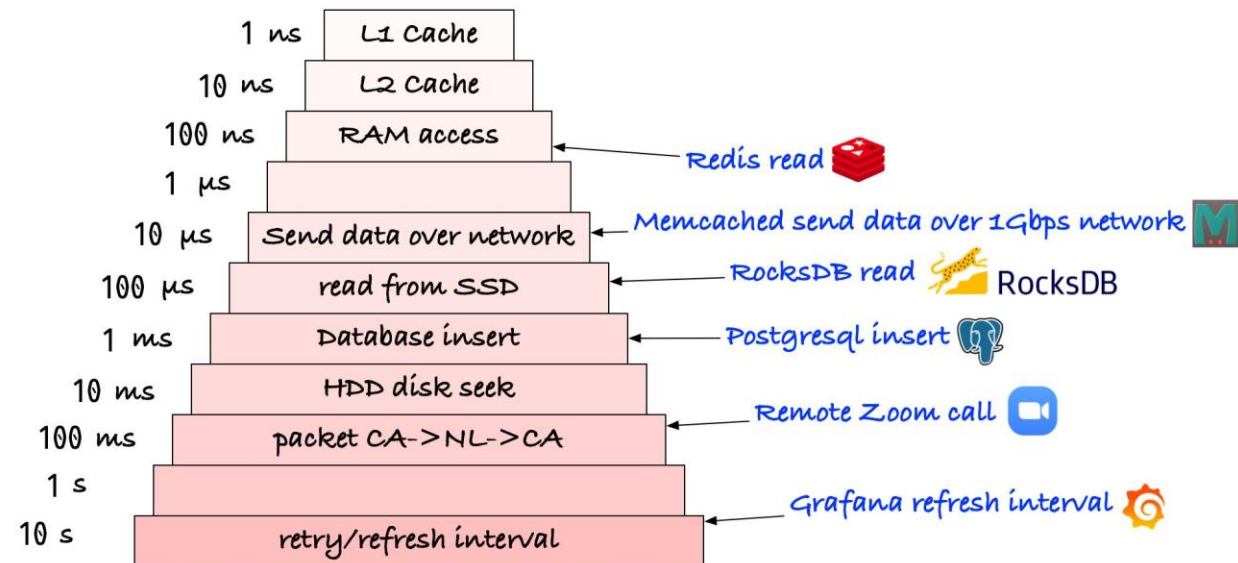 1 ns L1 Cache
10 ns L2 Cache
100 ns RAM access
Redis read
1 µs
10 µs Send data over network
Memcached send data over 1Gbps network
M
100 µs read from SSD
RocksDB read RocksDB
1 ms Database insert
Postgresql insert
10 ms HDD disk seek
Remote Zoom call
100 ms packet CA->NL->CA
1 s
Grafana refresh interval
10 s retry/refresh interval